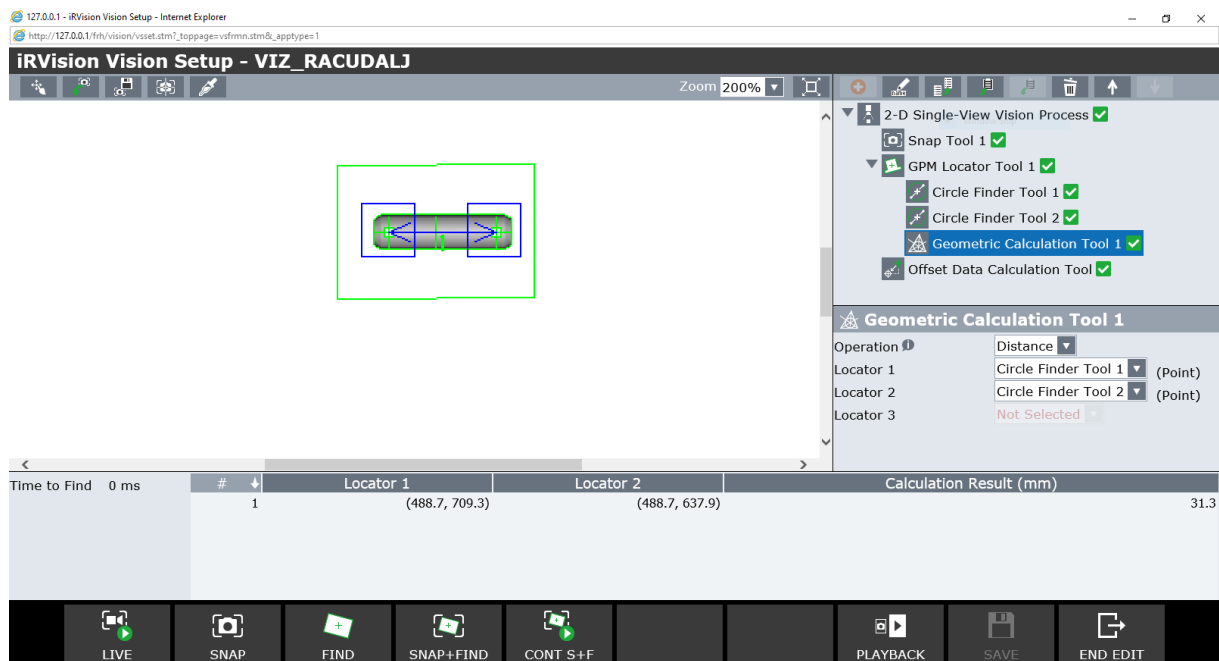 127.0.0.1 - iRVision Vision Setup - Internet Explorer
http://127.0.0.1/frh/vision/vsset.stm?_toppage=vsfrmn.stm&_apptype=1
iRVision Vision Setup - VIZ_RACUDALJ
Zoom 200%
2-D Single-View Vision Process
Snap Tool 1
GPM Locator Tool 1
Circle Finder Tool 1
Circle Finder Tool 2
Geometric Calculation Tool 1
Offset Data Calculation Tool
1
Geometric Calculation Tool 1
Operation Distance
Locator 1 Circle Finder Tool 1 (Point)
Locator 2 Circle Finder Tool 2 (Point)
Locator 3 Not Selected
Time to Find 0 ms
# Locator 1 Locator 2 Calculation Result (mm)
1 (488.7, 709.3) (488.7, 637.9) 31.3
LIVE SNAP FIND SNAP+FIND CONT S+F PLAYBACK SAVE END EDIT